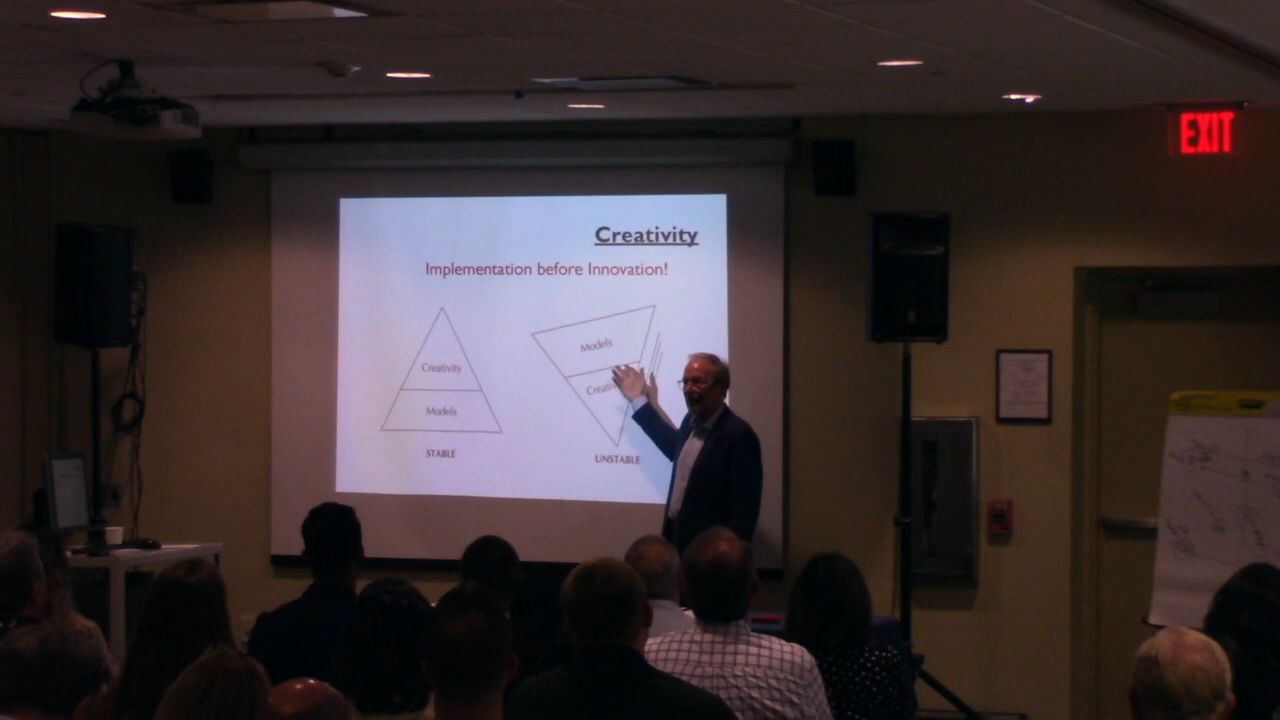 EXIT
Creativity
Implementation before Innovation!
Creativity
Models
STABLE
Models
UNSTABLE